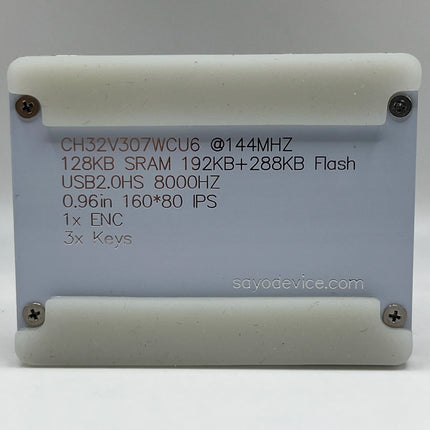 CH32V307WCU6 @144MHZ
128KB SRAM 192KB+288KB Flash
USB2.0HS 8000HZ
0.96in 160*80 IPS
1x ENC
3x Keys
sayodevice.com